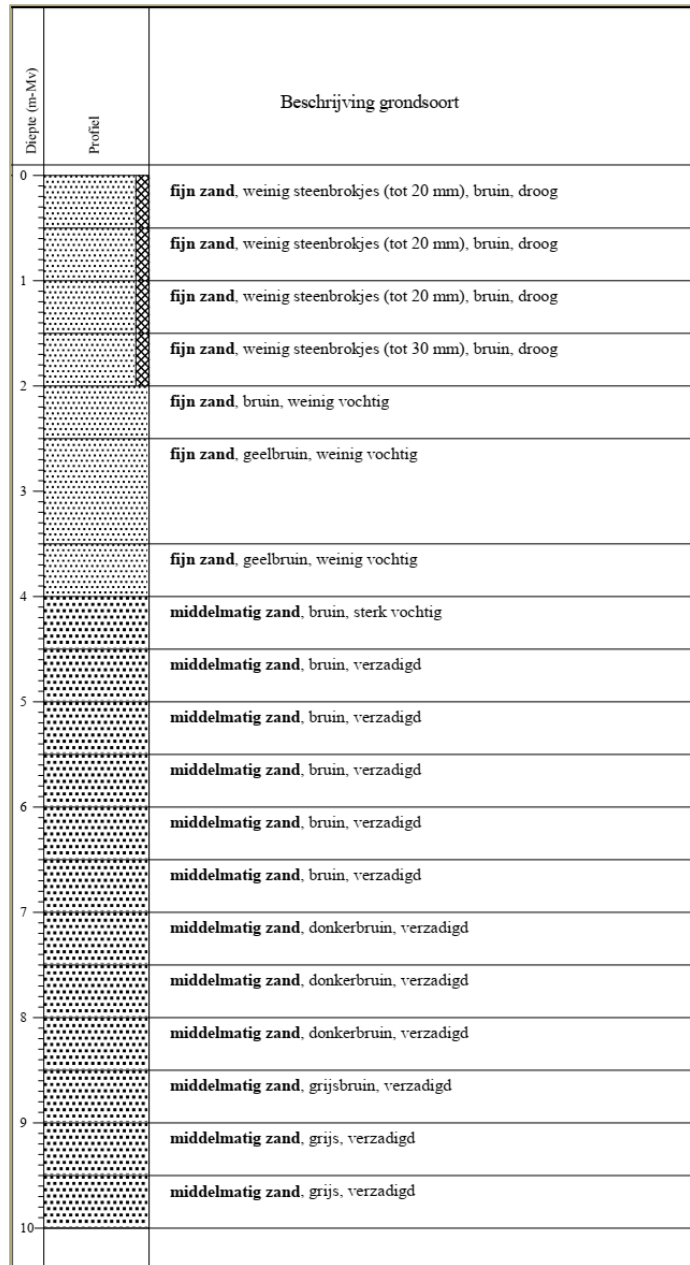 Diepte (m-Mv)
Profiel
Beschrijving grondsoort
0
fijn zand, weinig steenbrokjes (tot 20 mm), bruin, droog
fijn zand, weinig steenbrokjes (tot 20 mm), bruin, droog
1
fijn zand, weinig steenbrokjes (tot 20 mm), bruin, droog
fijn zand, weinig steenbrokjes (tot 30 mm), bruin, droog
2
fijn zand, bruin, weinig vochtig
fijn zand, geelbruin, weinig vochtig
3
fijn zand, geelbruin, weinig vochtig
4
middelmatig zand, bruin, sterk vochtig
middelmatig zand, bruin, verzadigd
5
middelmatig zand, bruin, verzadigd
middelmatig zand, bruin, verzadigd
6
middelmatig zand, bruin, verzadigd
middelmatig zand, bruin, verzadigd
7
middelmatig zand, donkerbruin, verzadigd
middelmatig zand, donkerbruin, verzadigd
8
middelmatig zand, donkerbruin, verzadigd
middelmatig zand, grijsbruin, verzadigd
9
middelmatig zand, grijs, verzadigd
middelmatig zand, grijs, verzadigd
10